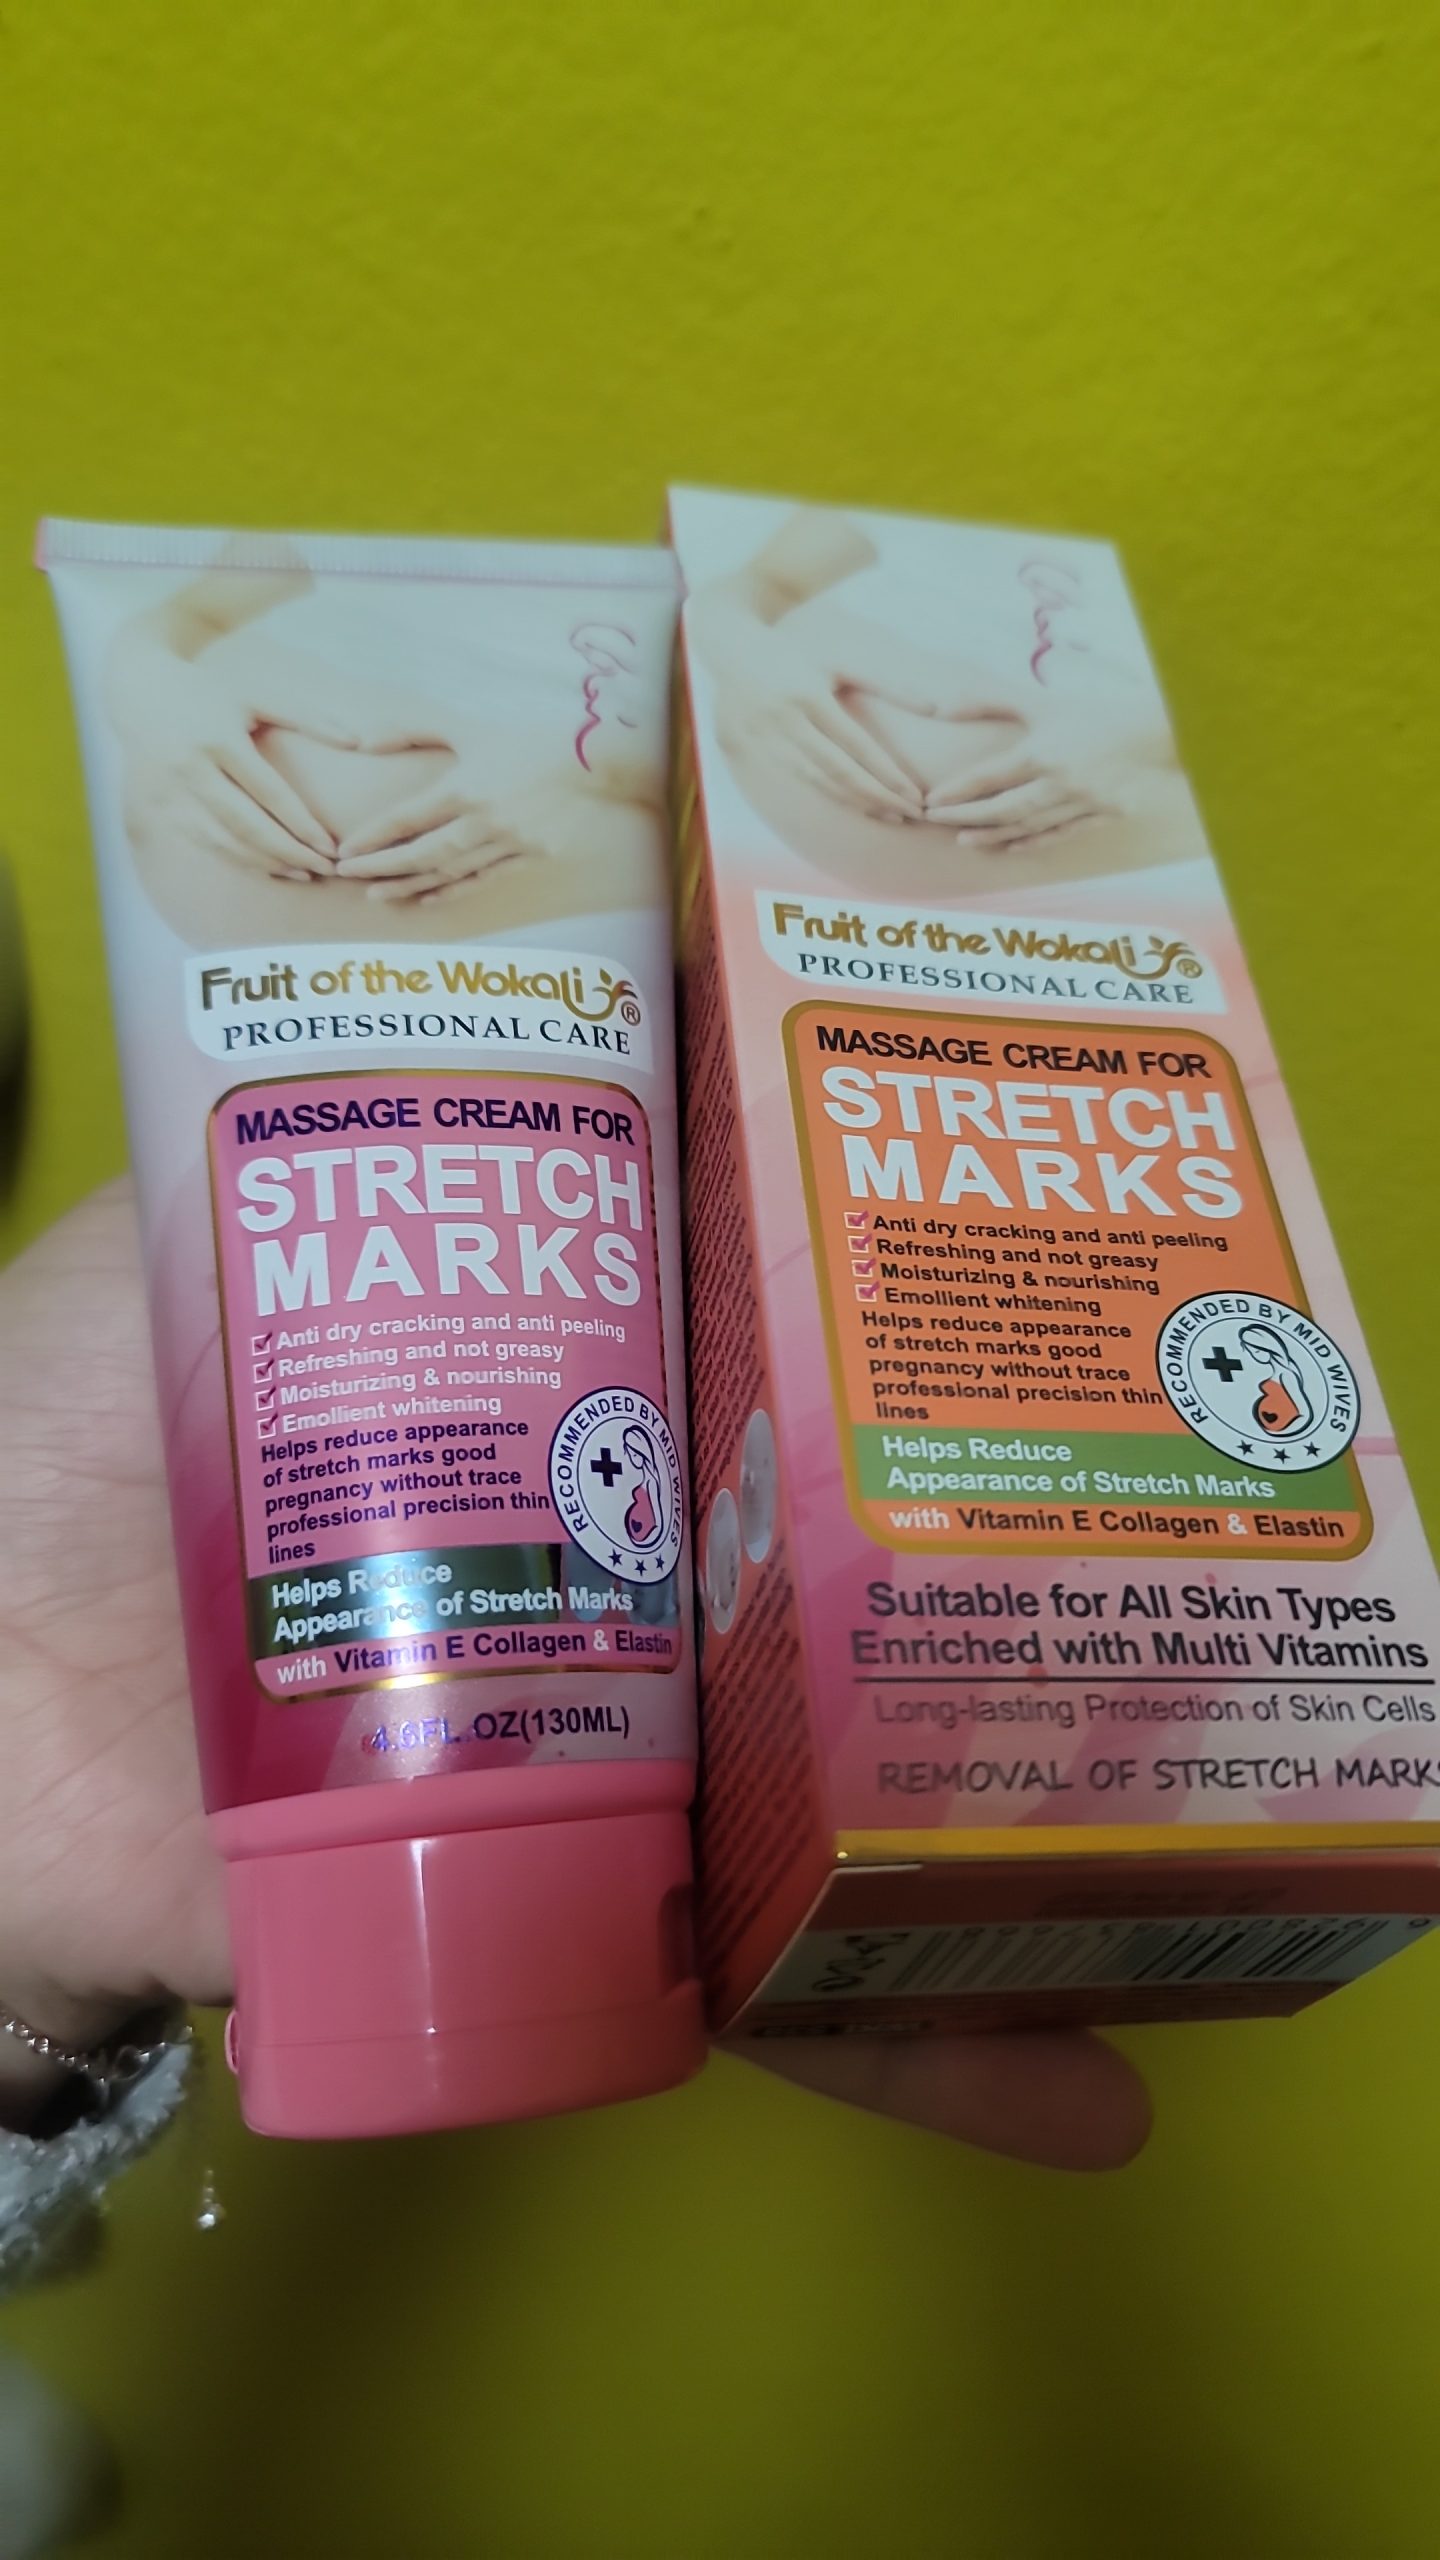 Fruit of the Wokali ®
PROFESSIONAL CARE
MASSAGE CREAM FOR
STRETCH
MARKS
Anti dry cracking and anti peeling
Refreshing and not greasy
Moisturizing & nourishing
Emollient whitening
Helps reduce appearance
of stretch marks good
pregnancy without trace
professional precision thin
lines
RECOMMENDED BY MID WIVES
Helps Reduce
Appearance of Stretch Marks
with Vitamin E Collagen & Elastin
OZ(130ML)
Fruit of the Wokali ®
PROFESSIONAL CARE
MASSAGE CREAM FOR
STRETCH
MARKS
Anti dry cracking and anti peeling
Refreshing and not greasy
Moisturizing & nourishing
Emollient whitening
Helps reduce appearance
of stretch marks good
pregnancy without trace
professional precision thin
lines
RECOMMENDED BY MID WIVES
Helps Reduce
Appearance of Stretch Marks
with Vitamin E Collagen & Elastin
Suitable for All Skin Types
Enriched with Multi Vitamins
Long-lasting Protection of Skin Cells
REMOVAL OF STRETCH MARKS